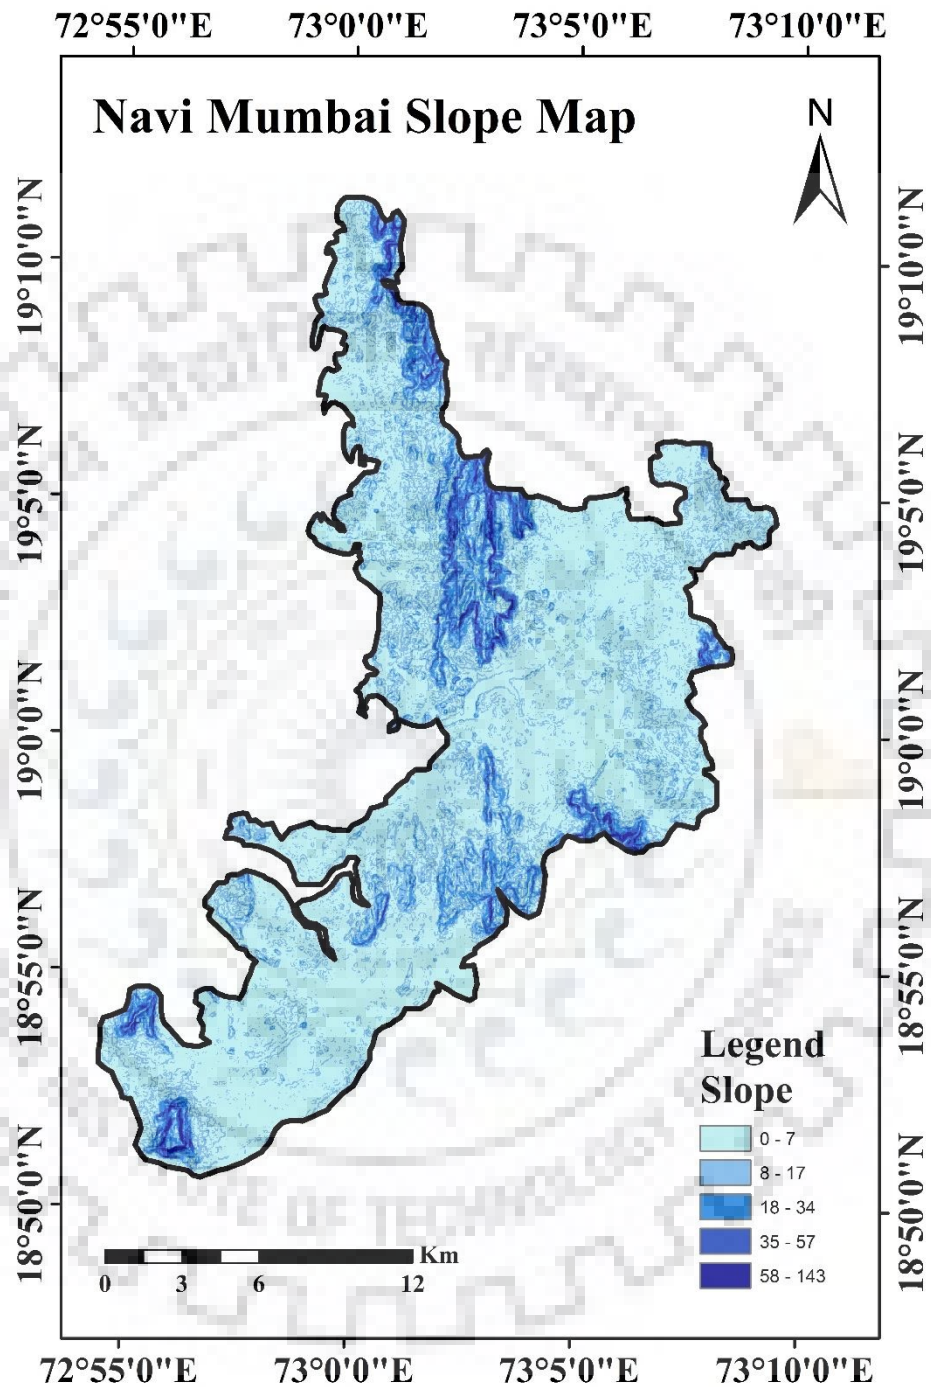 72°55'0"E 73°0'0"E 73°5'0"E 73°10'0"E
Navi Mumbai Slope Map
N
19°10'0"N 19°10'0"N
19°5'0"N 19°5'0"N
19°0'0"N 19°0'0"N
18°55'0"N 18°55'0"N
Legend
Slope
0 - 7
8 - 17
18 - 34
35 - 57
58 - 143
18°50'0"N 18°50'0"N
OF TECHNOLOGY
Km
0 3 6 12
72°55'0"E 73°0'0"E 73°5'0"E 73°10'0"E